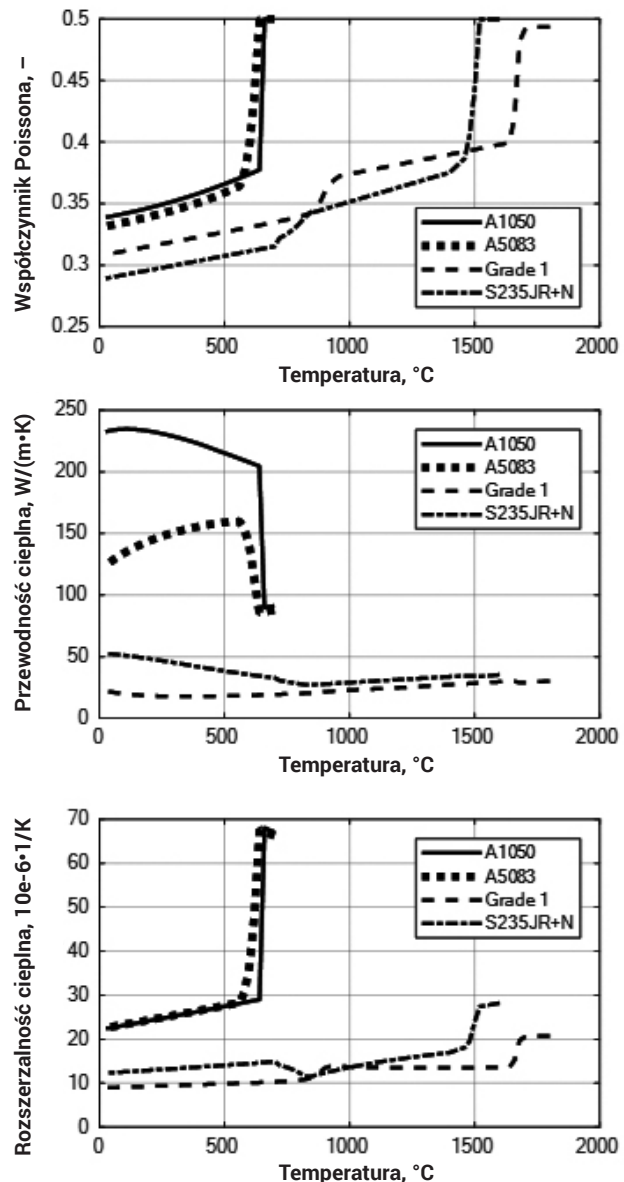 Współczynnik Poissona, –
0.5
0.45
0.4
0.35
0.3
0.25
A1050
A5083
Grade 1
S235JR+N
0 500 1000 1500 2000
Temperatura, °C
Przewodność cieplna, W/(m•K)
250
200
150
100
50
0
A1050
A5083
Grade 1
S235JR+N
0 500 1000 1500 2000
Temperatura, °C
Rozszerzalność cieplna, 10e-6•1/K
70
60
50
40
30
20
10
0
A1050
A5083
Grade 1
S235JR+N
0 500 1000 1500 2000
Temperatura, °C